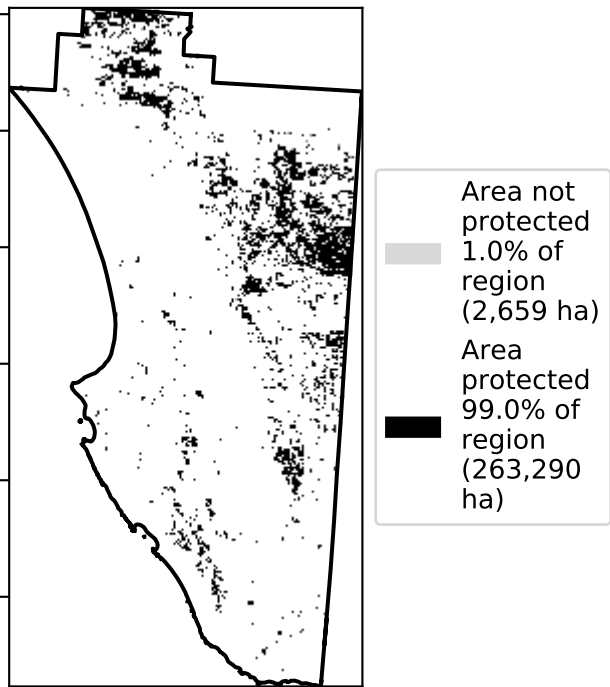 Area not
protected
1.0% of
region
(2,659 ha)
Area
protected
99.0% of
region
(263,290
ha)